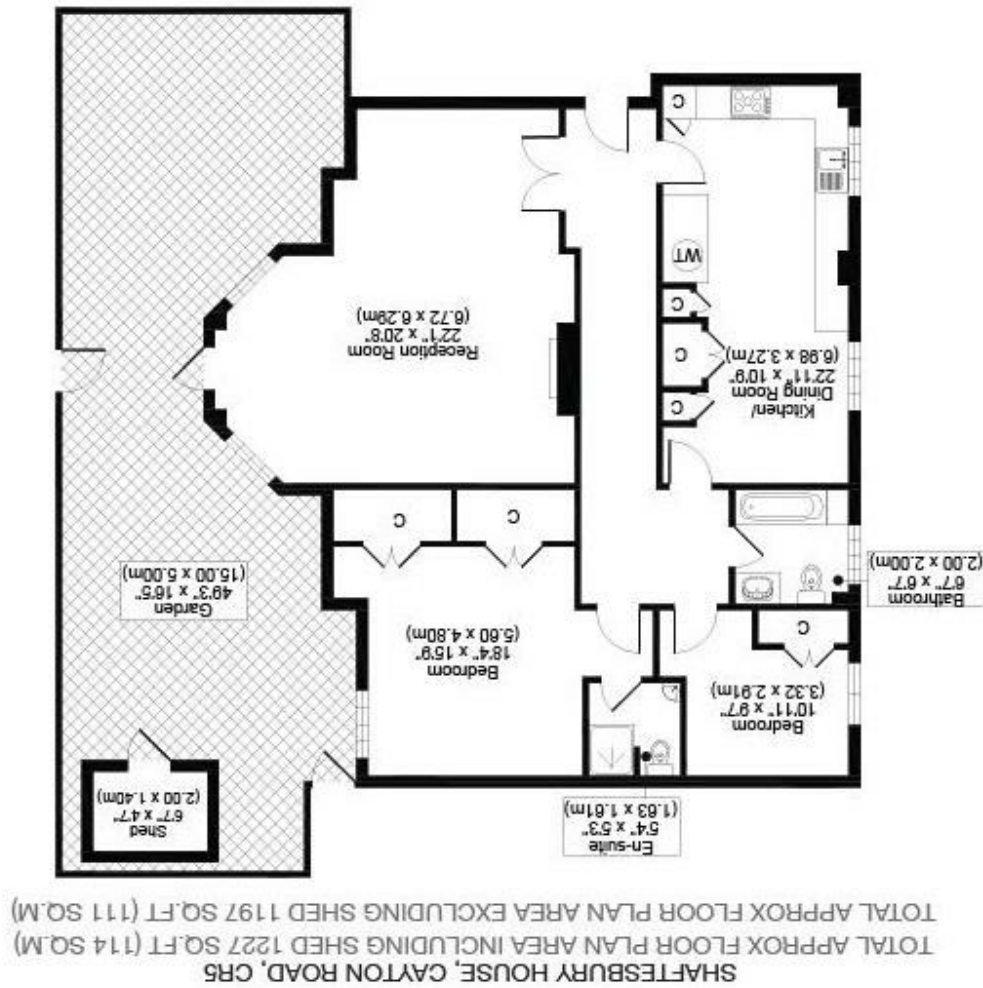 SHAFTESBURY HOUSE, CAYTON ROAD, CR5
TOTAL APPROX FLOOR PLAN AREA INCLUDING SHED 1227 SQ.FT (114 SQ.M)
TOTAL APPROX FLOOR PLAN AREA EXCLUDING SHED 1197 SQ.FT (111 SQ.M)
En-suite
5'4" x 5'3"
(1.63 x 1.61m)
Shed
6'7" x 4'7"
(2.00 x 1.40m)
Bedroom
10'11" x 9'7"
(3.32 x 2.91m)
C
Bedroom
18'4" x 15'9"
(5.60 x 4.80m)
Garden
49'3" x 16'5"
(15.00 x 5.00m)
Bathroom
6'7" x 6'7"
(2.00 x 2.00m)
C
C
Kitchen/
Dining Room
22'11" x 10'9"
(6.98 x 3.27m)
C
C
C
WT
C
Reception Room
22'1" x 20'8"
(6.72 x 6.29m)